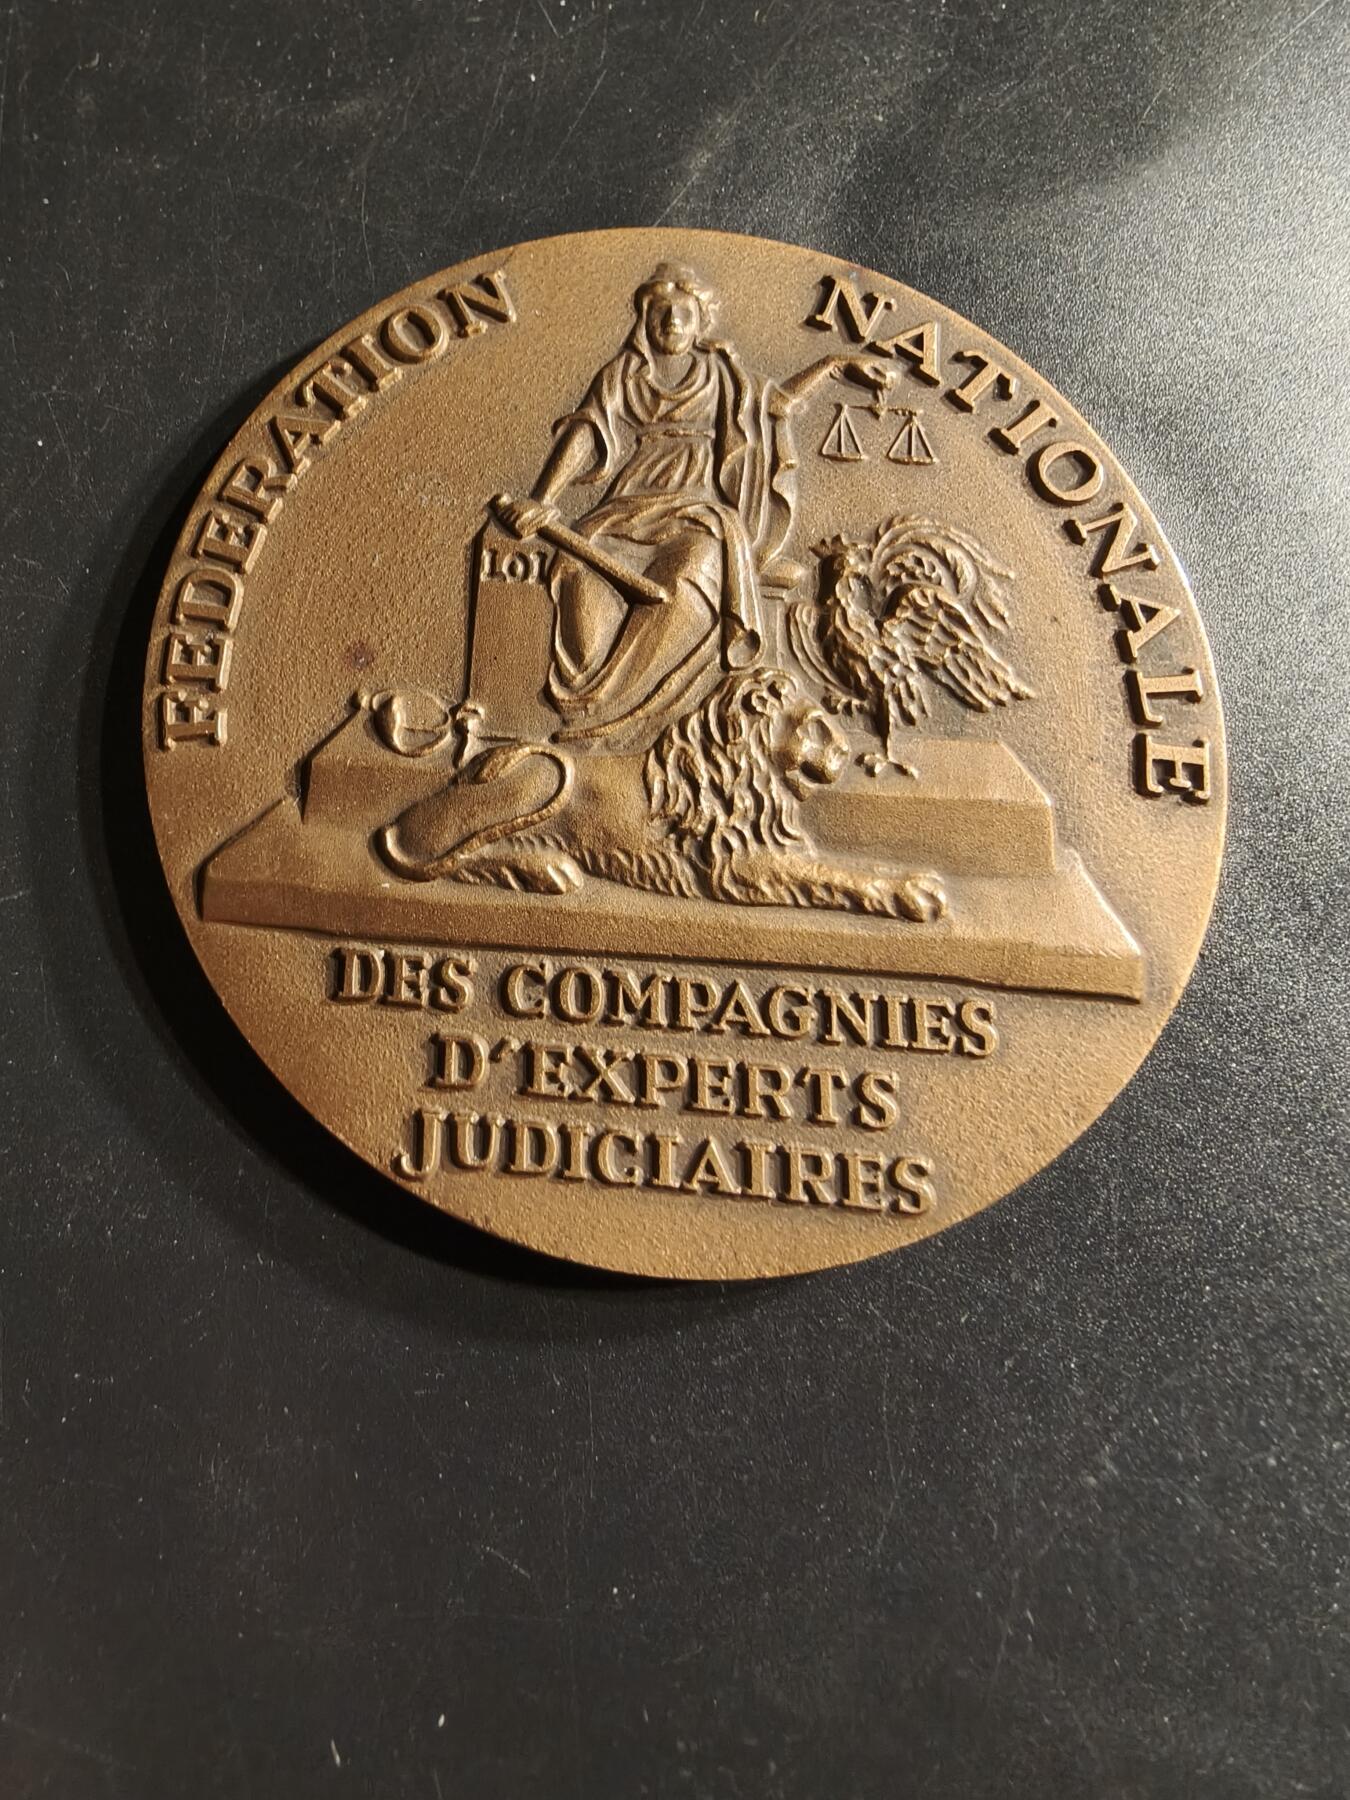 FEDERATION NATIONALE
LOI
DES COMPAGNIES
D'EXPERTS
JUDICIAIRES